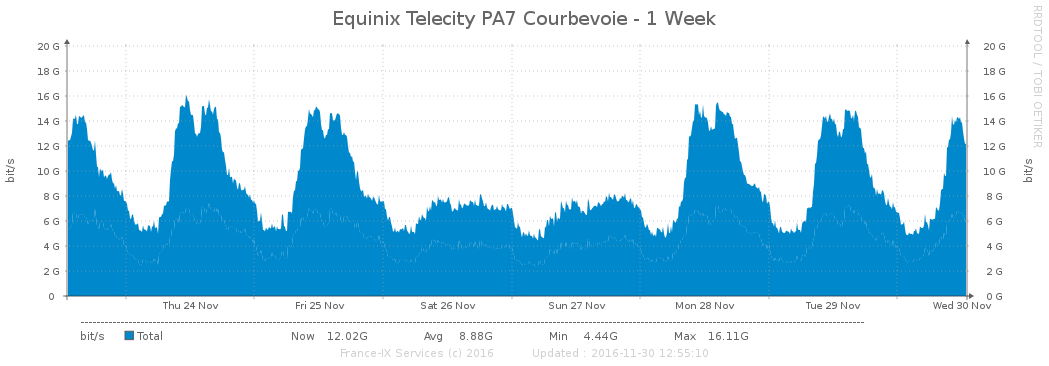 Equinix Telecity PA7 Courbevoie - 1 Week
RRDTOOL / TOBI OETIKER
bit/s
bit/s
20 G 20 G
18 G 18 G
16 G 16 G
14 G 14 G
12 G 12 G
10 G 10 G
8 G 8 G
6 G 6 G
4 G 4 G
2 G 2 G
0 0 G
Thu 24 Nov Fri 25 Nov Sat 26 Nov Sun 27 Nov Mon 28 Nov Tue 29 Nov Wed 30 Nov
bit/s Total Now 12.02G Avg 8.88G Min 4.44G Max 16.11G
France-IX Services (c) 2016 Updated : 2016-11-30 12:55:10